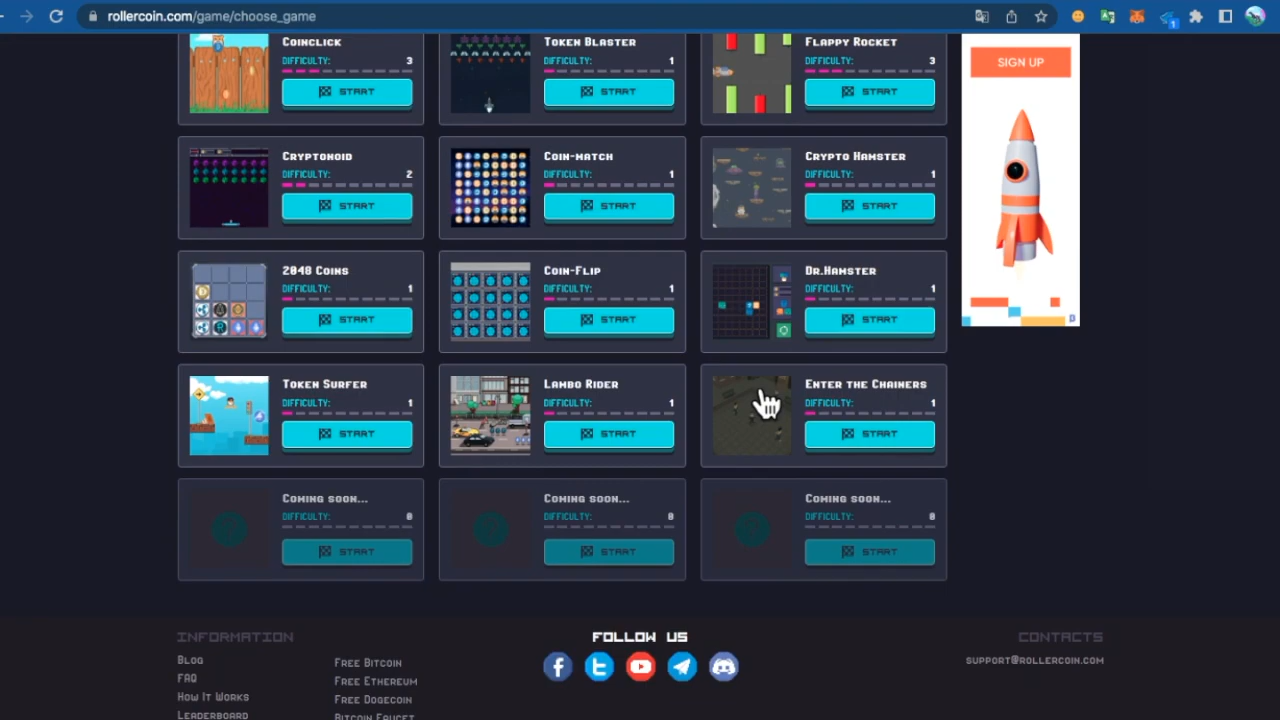 rollercoin.com/game/choose_game
1
SIGN UP
Coinclick
Difficulty: 3
START
Token Blaster
Difficulty: 1
START
Flappy Rocket
Difficulty: 3
START
Cryptonoid
Difficulty: 2
START
Coin-match
Difficulty: 1
START
Crypto Hamster
Difficulty: 1
START
2048 Coins
Difficulty: 1
START
Coin-Flip
Difficulty: 1
START
Dr.Hamster
Difficulty: 1
START
Token Surfer
Difficulty: 1
START
Lambo Rider
Difficulty: 1
START
Enter the Chainers
Difficulty: 1
START
Coming soon...
Difficulty: 0
START
Coming soon...
Difficulty: 0
START
Coming soon...
Difficulty: 0
START
INFORMATION
Blog
FAQ
How It Works
Leaderboard
Free Bitcoin
Free Ethereum
Free Dogecoin
Bitcoin Faucet
FOLLOW US
CONTACTS
support@rollercoin.com